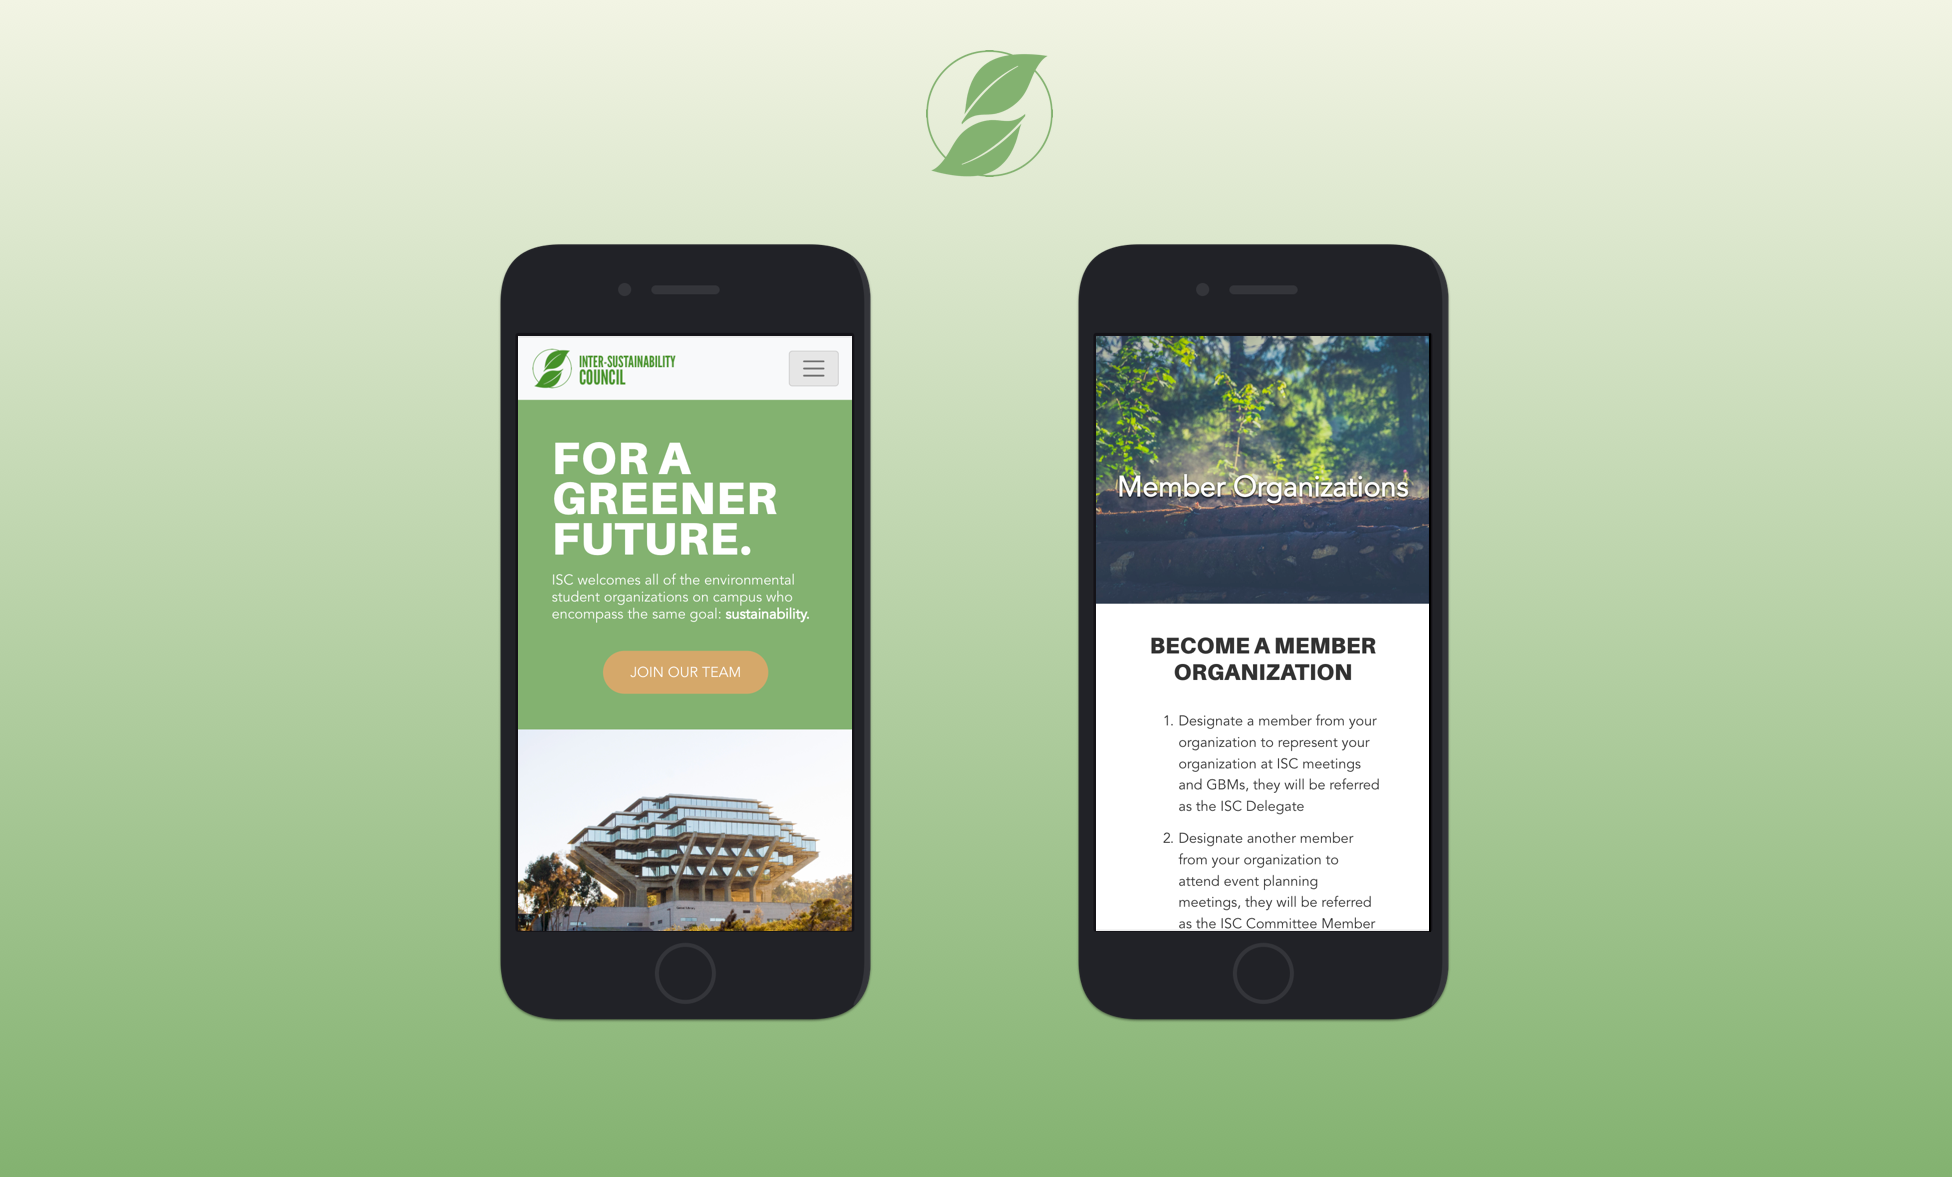 INTER-SUSTAINABILITY
COUNCIL
FOR A
GREENER
FUTURE.
ISC welcomes all of the environmental
student organizations on campus who
encompass the same goal: sustainability.
JOIN OUR TEAM
Member Organizations
BECOME A MEMBER
ORGANIZATION
1. Designate a member from your
organization to represent your
organization at ISC meetings
and GBMs, they will be referred
as the ISC Delegate
2. Designate another member
from your organization to
attend event planning
meetings, they will be referred
as the ISC Committee Member